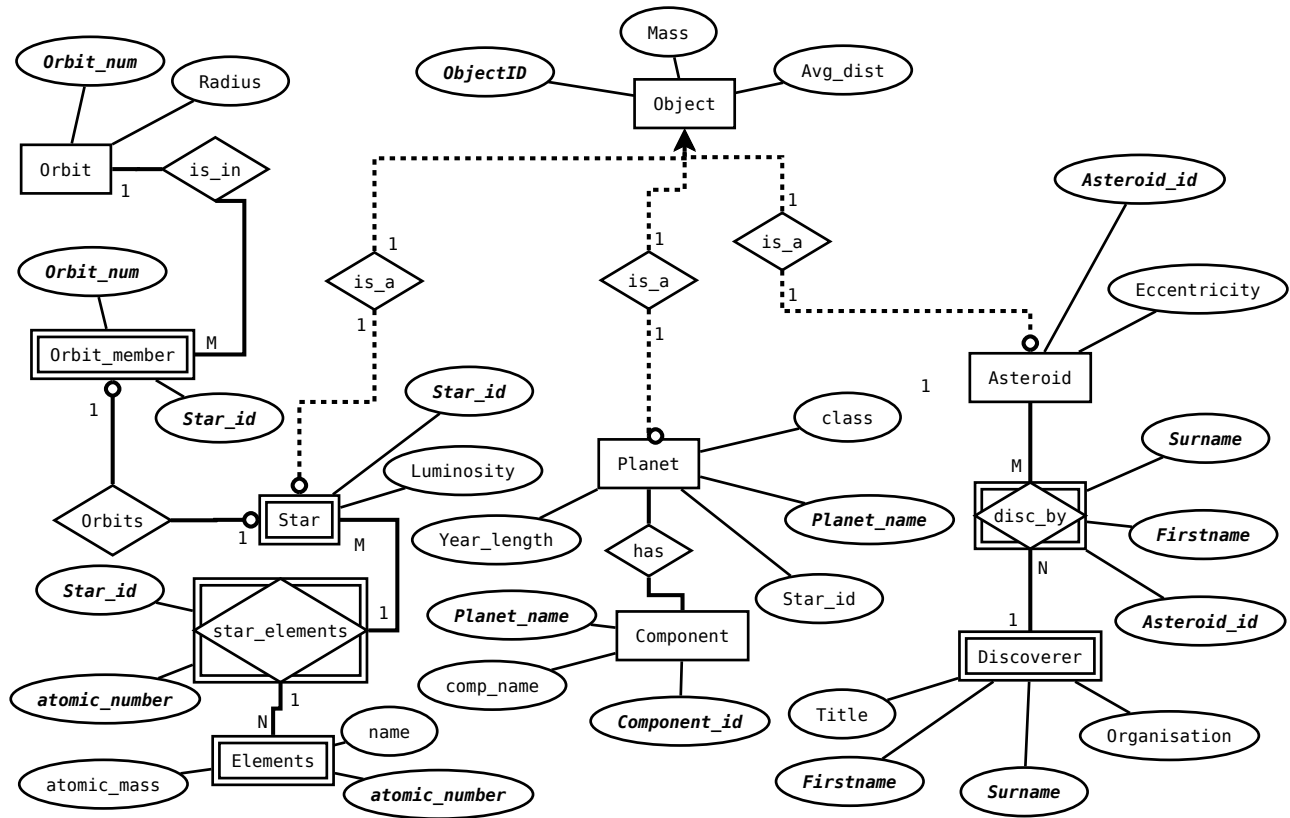 Mass
Orbit_num
ObjectID
Avg_dist
Radius
Object
Orbit
is_in
1
Asteroid_id
1
1
1
is_a
is_a
is_a
Orbit_num
1
Eccentricity
1
1
Orbit_member
M
Asteroid
1
Star_id
1
Star_id
class
Surname
Luminosity
Planet
M
Star
Orbits
disc_by
Planet_name
Firstname
1
M
Year_length
has
N
Star_id
Star_id
1
Planet_name
1
Asteroid_id
star_elements
Component
Discoverer
comp_name
atomic_number
1
N
Component_id
Title
name
Organisation
Elements
atomic_mass
Firstname
Surname
atomic_number